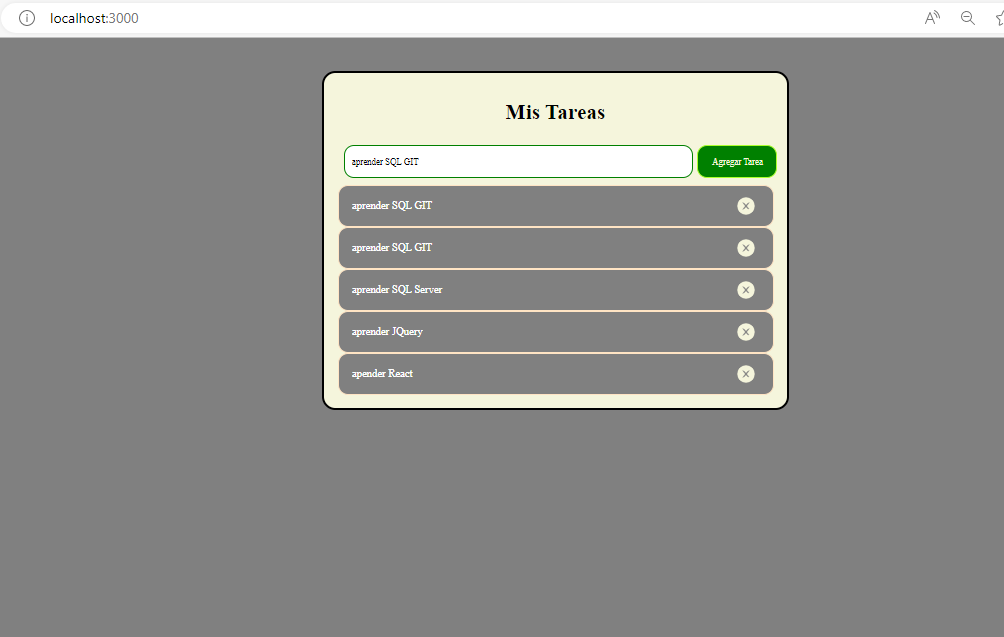 localhost:3000
Mis Tareas
aprender SQL GIT
Agregar Tarea
aprender SQL GIT
aprender SQL GIT
aprender SQL Server
aprender JQuery
apender React